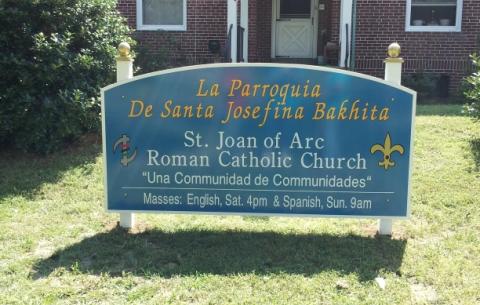 La Parroquia
De Santa Josefina Bakhita
St. Joan of Arc
Roman Catholic Church
"Una Communidad de Communidades"
Masses: English, Sat. 4pm & Spanish, Sun. 9am